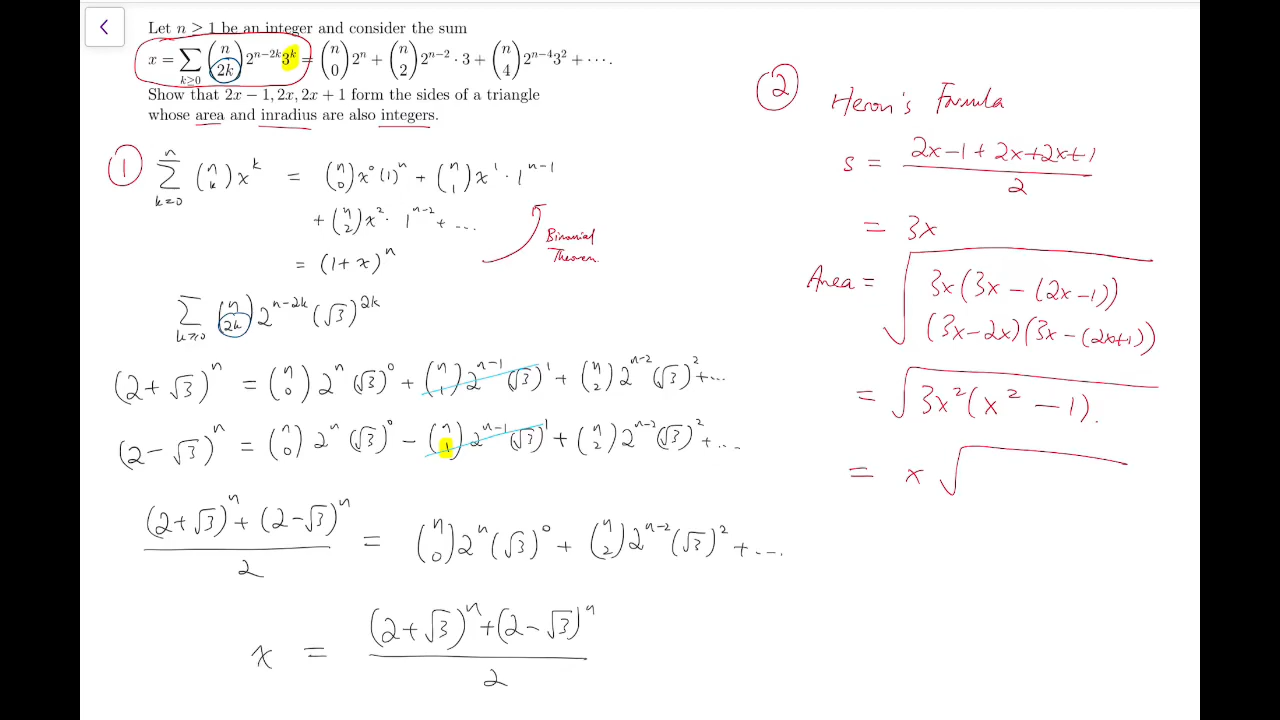 Let n ≥ 1 be an integer and consider the sum
x = ∑_{k≥0} (n 2k) 2^{n−2k} 3^k = (n 0) 2^n + (n 2) 2^{n−2} · 3 + (n 4) 2^{n−4} 3^2 + ⋯.
Show that 2x − 1, 2x, 2x + 1 form the sides of a triangle
whose area and inradius are also integers.
① ∑_{k=0}^{n} (n k) x^k = (n 0) x^0 (1)^n + (n 1) x^1 · 1^{n−1}
+ (n 2) x^2 · 1^{n−2} + ...
= (1 + x)^n
Binomial
Theorem.
∑_{k≥0} (n 2k) 2^{n−2k} (√3)^{2k}
(2 + √3)^n = (n 0) 2^n (√3)^0 + (n 1) 2^{n−1} (√3)^1 + (n 2) 2^{n−2} (√3)^2 + ...
(2 − √3)^n = (n 0) 2^n (√3)^0 − (n 1) 2^{n−1} (√3)^1 + (n 2) 2^{n−2} (√3)^2 + ...
((2 + √3)^n + (2 − √3)^n) / 2 = (n 0) 2^n (√3)^0 + (n 2) 2^{n−2} (√3)^2 + ...
x = ((2 + √3)^n + (2 − √3)^n) / 2
② Heron's Formula
s = (2x−1 + 2x + 2x+1) / 2
= 3x
Area = √ 3x (3x − (2x −1))
(3x − 2x) (3x − (2x+1))
= √ 3x^2 (x^2 − 1).
= x √